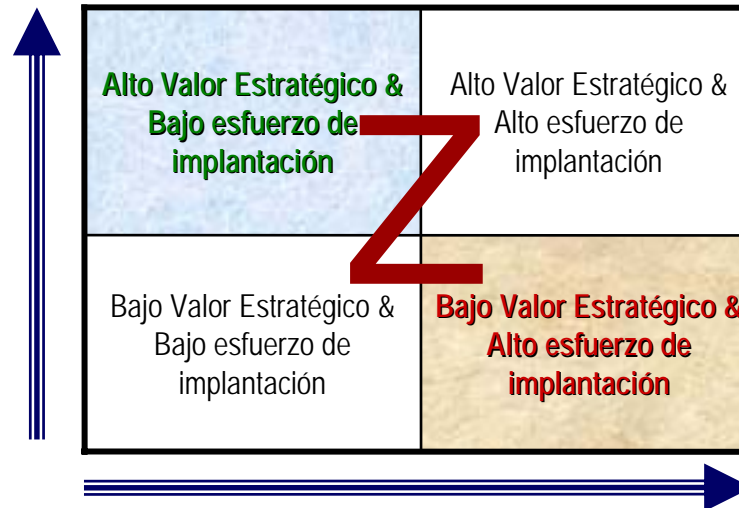 Alto Valor Estratégico &
Bajo esfuerzo de
implantación
Alto Valor Estratégico &
Alto esfuerzo de
implantación
Z
Bajo Valor Estratégico &
Bajo esfuerzo de
implantación
Bajo Valor Estratégico &
Alto esfuerzo de
implantación